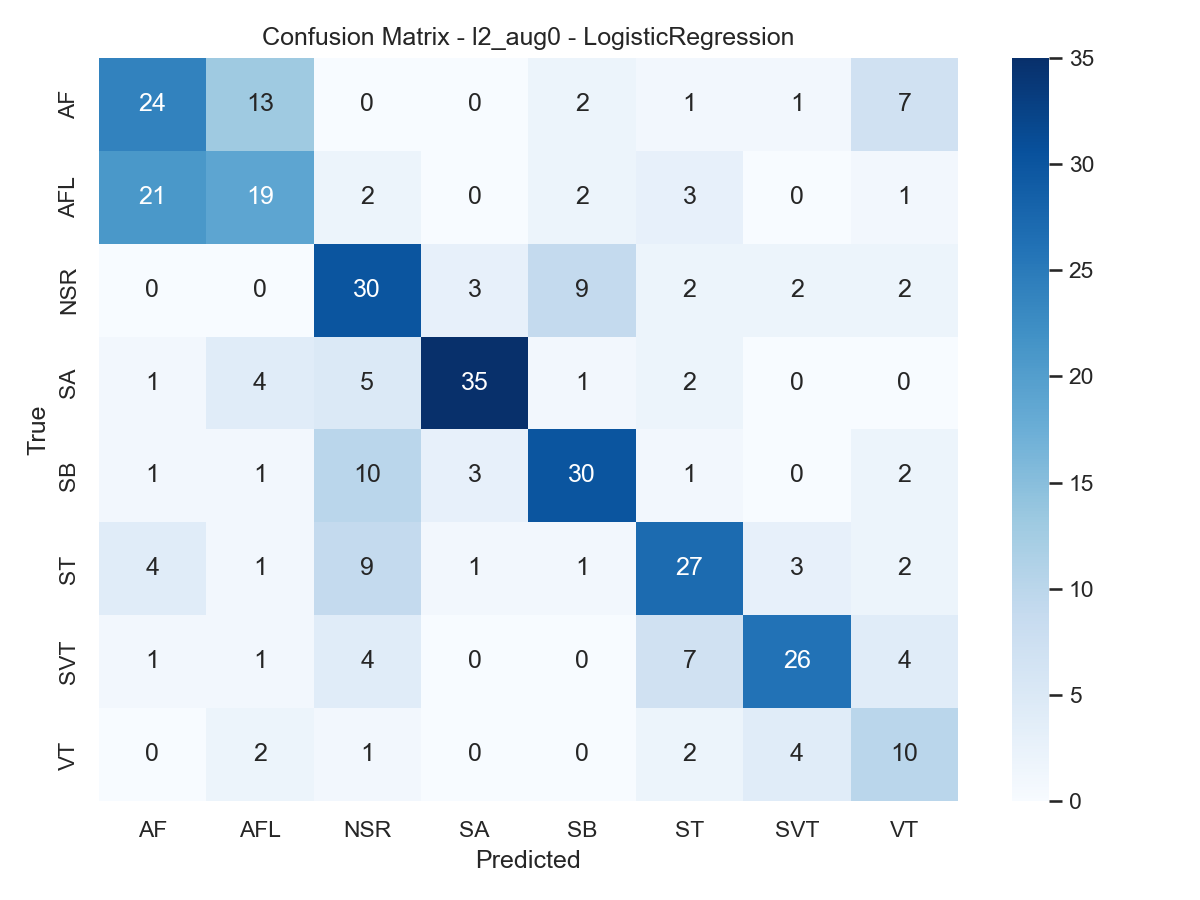 Confusion Matrix - l2_aug0 - LogisticRegression
AF 24 13 0 0 2 1 1 7
AFL 21 19 2 0 2 3 0 1
NSR 0 0 30 3 9 2 2 2
SA 1 4 5 35 1 2 0 0
SB 1 1 10 3 30 1 0 2
ST 4 1 9 1 1 27 3 2
SVT 1 1 4 0 0 7 26 4
VT 0 2 1 0 0 2 4 10
AF AFL NSR SA SB ST SVT VT
Predicted
True
35
30
25
20
15
10
5
0